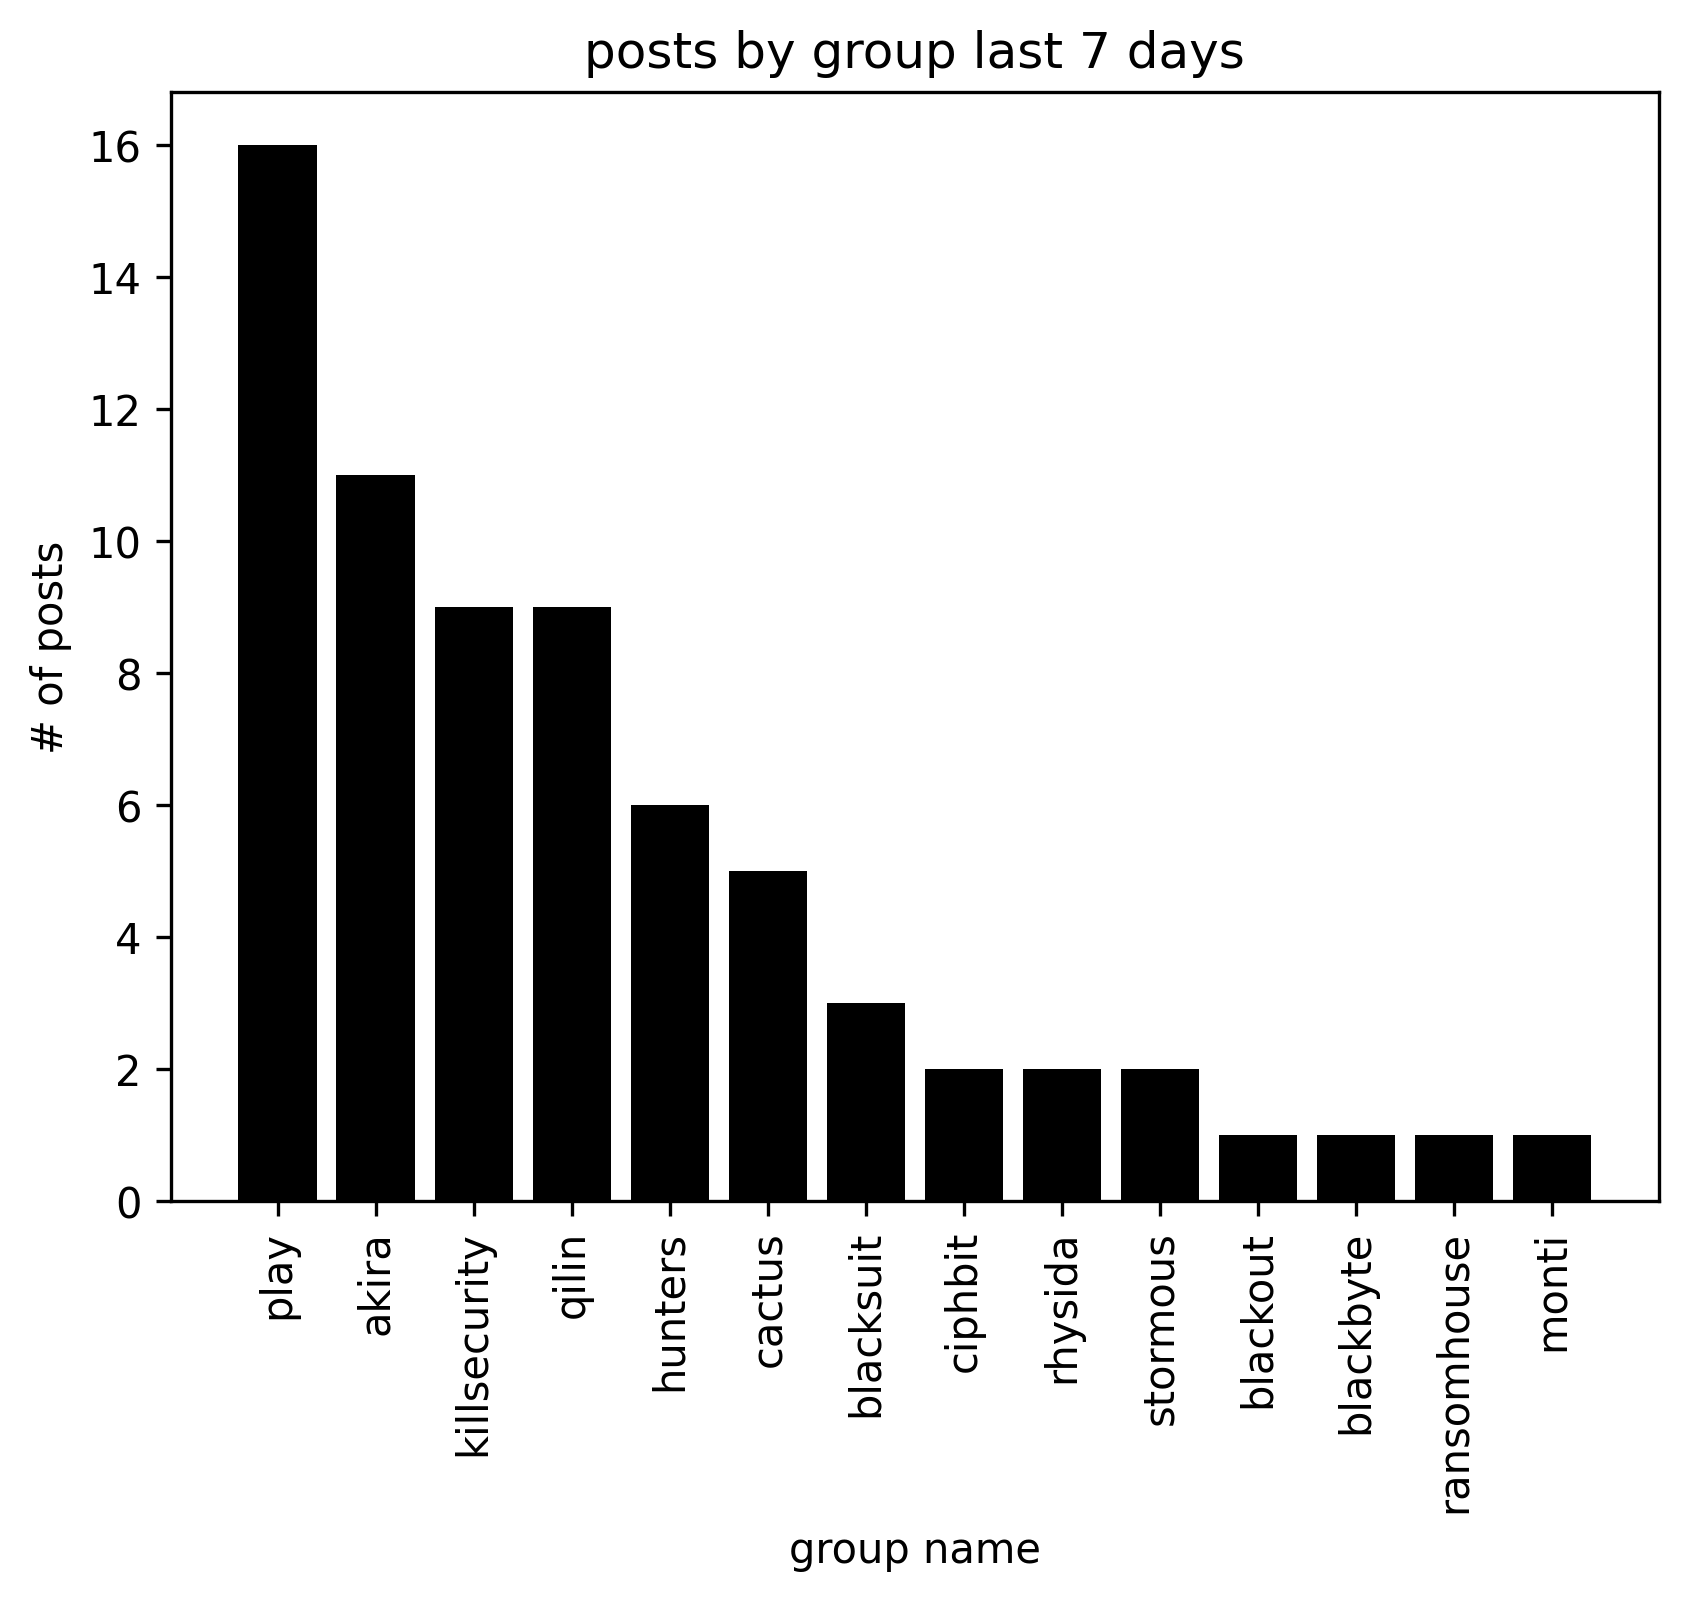 posts by group last 7 days
16
14
12
10
8
6
4
2
0
# of posts
play
akira
killsecurity
qilin
hunters
cactus
blacksuit
ciphbit
rhysida
stormous
blackout
blackbyte
ransomhouse
monti
group name